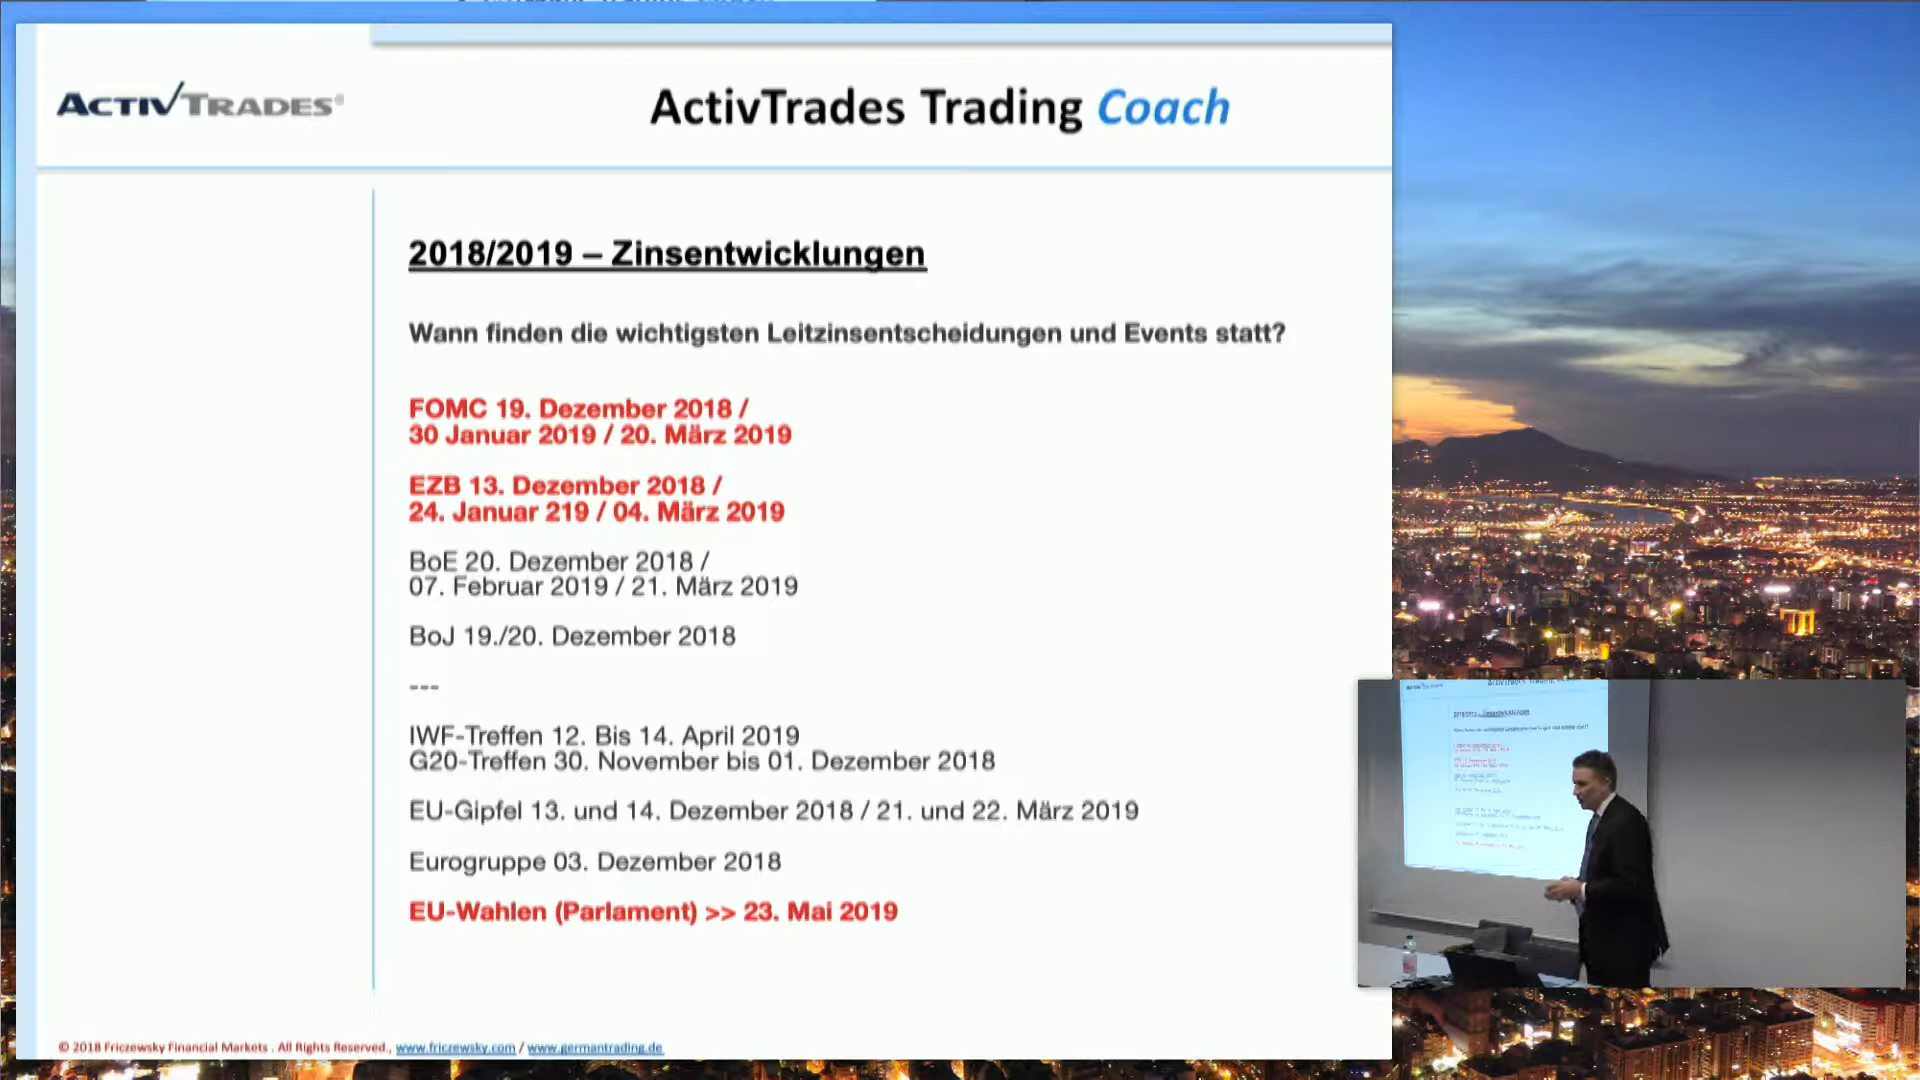 ACTIVTRADES®
ActivTrades Trading Coach
2018/2019 – Zinsentwicklungen
Wann finden die wichtigsten Leitzinsentscheidungen und Events statt?
FOMC 19. Dezember 2018 /
30 Januar 2019 / 20. März 2019
EZB 13. Dezember 2018 /
24. Januar 219 / 04. März 2019
BoE 20. Dezember 2018 /
07. Februar 2019 / 21. März 2019
BoJ 19./20. Dezember 2018
---
IWF-Treffen 12. Bis 14. April 2019
G20-Treffen 30. November bis 01. Dezember 2018
EU-Gipfel 13. und 14. Dezember 2018 / 21. und 22. März 2019
Eurogruppe 03. Dezember 2018
EU-Wahlen (Parlament) >> 23. Mai 2019
© 2018 Friczewsky Financial Markets . All Rights Reserved., www.friczewsky.com / www.germantrading.de